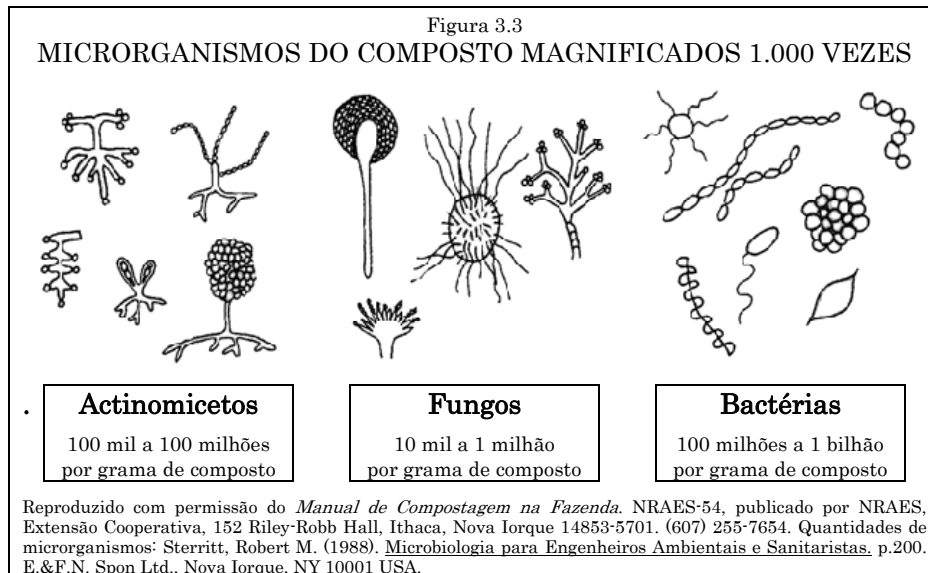 Figura 3.3
MICRORGANISMOS DO COMPOSTO MAGNIFICADOS 1.000 VEZES
. Actinomicetos
100 mil a 100 milhões
por grama de composto
Fungos
10 mil a 1 milhão
por grama de composto
Bactérias
100 milhões a 1 bilhão
por grama de composto
Reproduzido com permissão do Manual de Compostagem na Fazenda. NRAES-54, publicado por NRAES,
Extensão Cooperativa, 152 Riley-Robb Hall, Ithaca, Nova Iorque 14853-5701. (607) 255-7654. Quantidades de
microrganismos: Sterritt, Robert M. (1988). Microbiologia para Engenheiros Ambientais e Sanitaristas. p.200.
E.&F.N. Spon Ltd., Nova Iorque, NY 10001 USA.